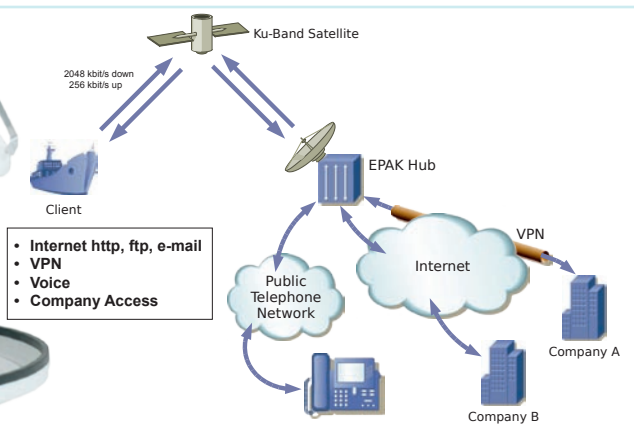 Ku-Band Satellite
2048 kbit/s down
256 kbit/s up
EPAK Hub
Client
• Internet http, ftp, e-mail
• VPN
• Voice
• Company Access
Public
Telephone
Network
Internet
VPN
Company A
Company B